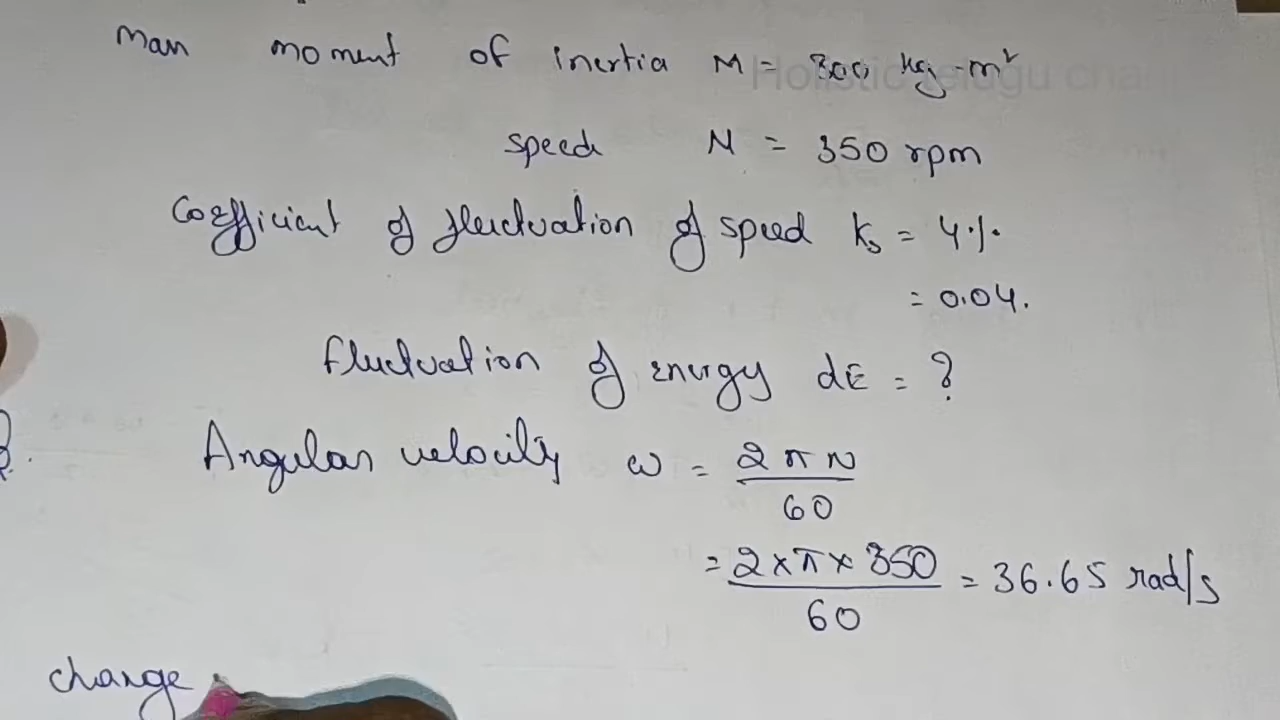 Mass moment of inertia M = 300 kg-m²
speed N = 350 rpm
Coefficient of fluctuation of speed Ks = 4%
= 0.04.
Fluctuation of energy dE = ?
Angular velocity ω = 2πN/60
= 2×π×350/60 = 36.65 rad/s
change